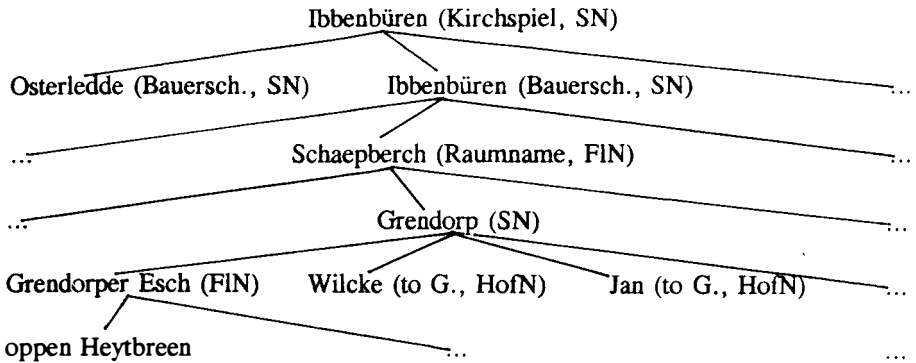 Ibbenbüren (Kirchspiel, SN)
Osterledde (Bauersch., SN) Ibbenbüren (Bauersch., SN) ...
... Schaepberch (Raumname, FlN) ...
... Grendorp (SN) ...
Grendorper Esch (FlN) Wilcke (to G., HofN) Jan (to G., HofN) ...
oppen Heytbreen ... ...